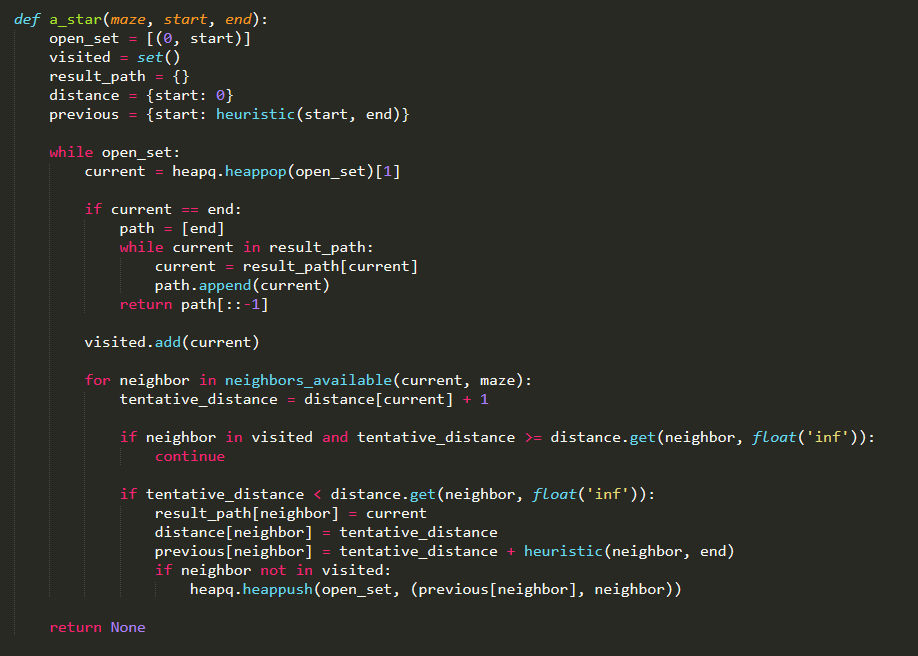 def a_star(maze, start, end):
    open_set = [(0, start)]
    visited = set()
    result_path = {}
    distance = {start: 0}
    previous = {start: heuristic(start, end)}

    while open_set:
        current = heapq.heappop(open_set)[1]

        if current == end:
            path = [end]
            while current in result_path:
                current = result_path[current]
                path.append(current)
            return path[::-1]

        visited.add(current)

        for neighbor in neighbors_available(current, maze):
            tentative_distance = distance[current] + 1

            if neighbor in visited and tentative_distance >= distance.get(neighbor, float('inf')):
                continue

            if tentative_distance < distance.get(neighbor, float('inf')):
                result_path[neighbor] = current
                distance[neighbor] = tentative_distance
                previous[neighbor] = tentative_distance + heuristic(neighbor, end)
                if neighbor not in visited:
                    heapq.heappush(open_set, (previous[neighbor], neighbor))

    return None